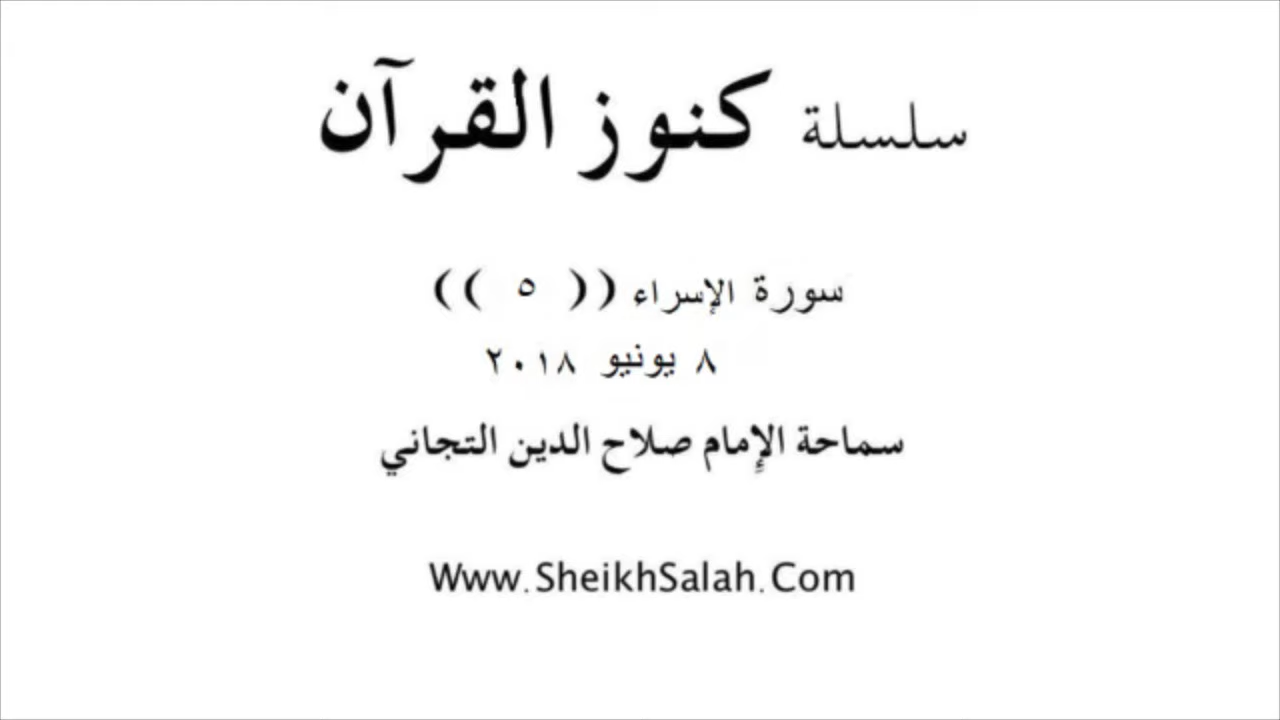 سلسلة كنوز القرآن
سورة الإسراء (( ٥ ))
٨ يونيو ٢٠١٨
سماحة الإمام صلاح الدين التجاني
Www.SheikhSalah.Com